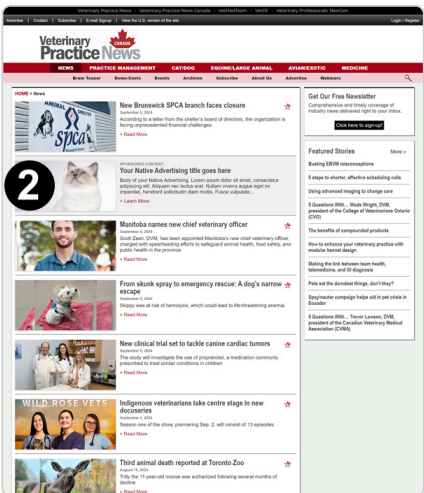 Veterinary Practice News | Veterinary Practice News Canada | VetMedTeam | VetCE | Veterinary Professionals' NexTCen
Advertise | Contact | Subscribe | E-mail Signup | View the U.S. version of the site
Login / Register
Veterinary
CANADA
Practice News
NEWS PRACTICE MANAGEMENT CAT/DOG EQUINE/LARGE ANIMAL AVIAN/EXOTIC MEDICINE
Brain Teaser Demo-Casts Events Archives Subscribe About Us Advertise Webinars
HOME > News
ANIMAL SHELTER
spca
New Brunswick SPCA branch faces closure
September 6, 2024
According to a letter from the shelter's board of directors, the organization is
facing unprecedented financial challenges
+ Read More
2
SPONSORED CONTENT
Your Native Advertising title goes here
Body of your Native Advertising. Lorem ipsum dolor sit amet, consectetur
adipiscing elit. Aliquam nec lectus erat. Nullam viverra augue eget mi
imperdiet, hendrerit sollicitudin diam mollis. Fusce vulputate...
+ Learn More
Manitoba names new chief veterinary officer
September 5, 2024
Scott Zaari, DVM, has been appointed Manitoba's new chief veterinary officer,
charged with spearheading efforts to safeguard animal health, food safety, and
public health in the province
+ Read More
From skunk spray to emergency rescue: A dog's narrow
escape
September 5, 2024
Skippy was at risk of hemolysis, which could lead to life-threatening anemia.
+ Read More
New clinical trial set to tackle canine cardiac tumors
September 3, 2024
The study will investigate the use of propranolol, a medication commonly
prescribed to treat similar conditions in children
+ Read More
WILD ROSE VETS
Indigenous veterinarians take centre stage in new
docuseries
September 1, 2024
Season one of the show, premiering Sep. 2, will consist of 13 episodes
+ Read More
Third animal death reported at Toronto Zoo
August 16, 2024
Trilly the 11-year-old moose was euthanized following several months of
decline
+ Read More
Get Our Free Newsletter
Comprehensive and timely coverage of
industry news delivered right to your inbox.
Click here to sign-up!
Featured Stories
More »
Busting EBVM misconceptions
5 steps to shorter, effective scheduling calls
Using advanced imaging to change care
5 Questions With... Wade Wright, DVM,
president of the College of Veterinarians Ontario
(CVO)
The benefits of compounded products
How to enhance your veterinary practice with
modular kennel design
Making the link between team health,
telemedicine, and GI diagnosis
Pets eat the darndest things, don't they?
Spay/neuter campaign helps aid in pet crisis in
Ecuador
5 Questions With... Trevor Lawson, DVM,
president of the Canadian Veterinary Medical
Association (CVMA)